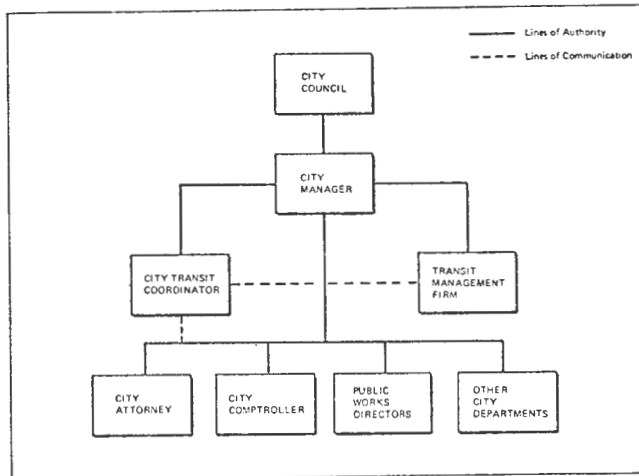 Lines of Authority
Lines of Communication
CITY
COUNCIL
CITY
MANAGER
CITY TRANSIT
COORDINATOR
TRANSIT
MANAGEMENT
FIRM
CITY
ATTORNEY
CITY
COMPTROLLER
PUBLIC
WORKS
DIRECTORS
OTHER
CITY
DEPARTMENTS